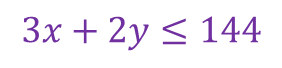 3x + 2y ≤ 144